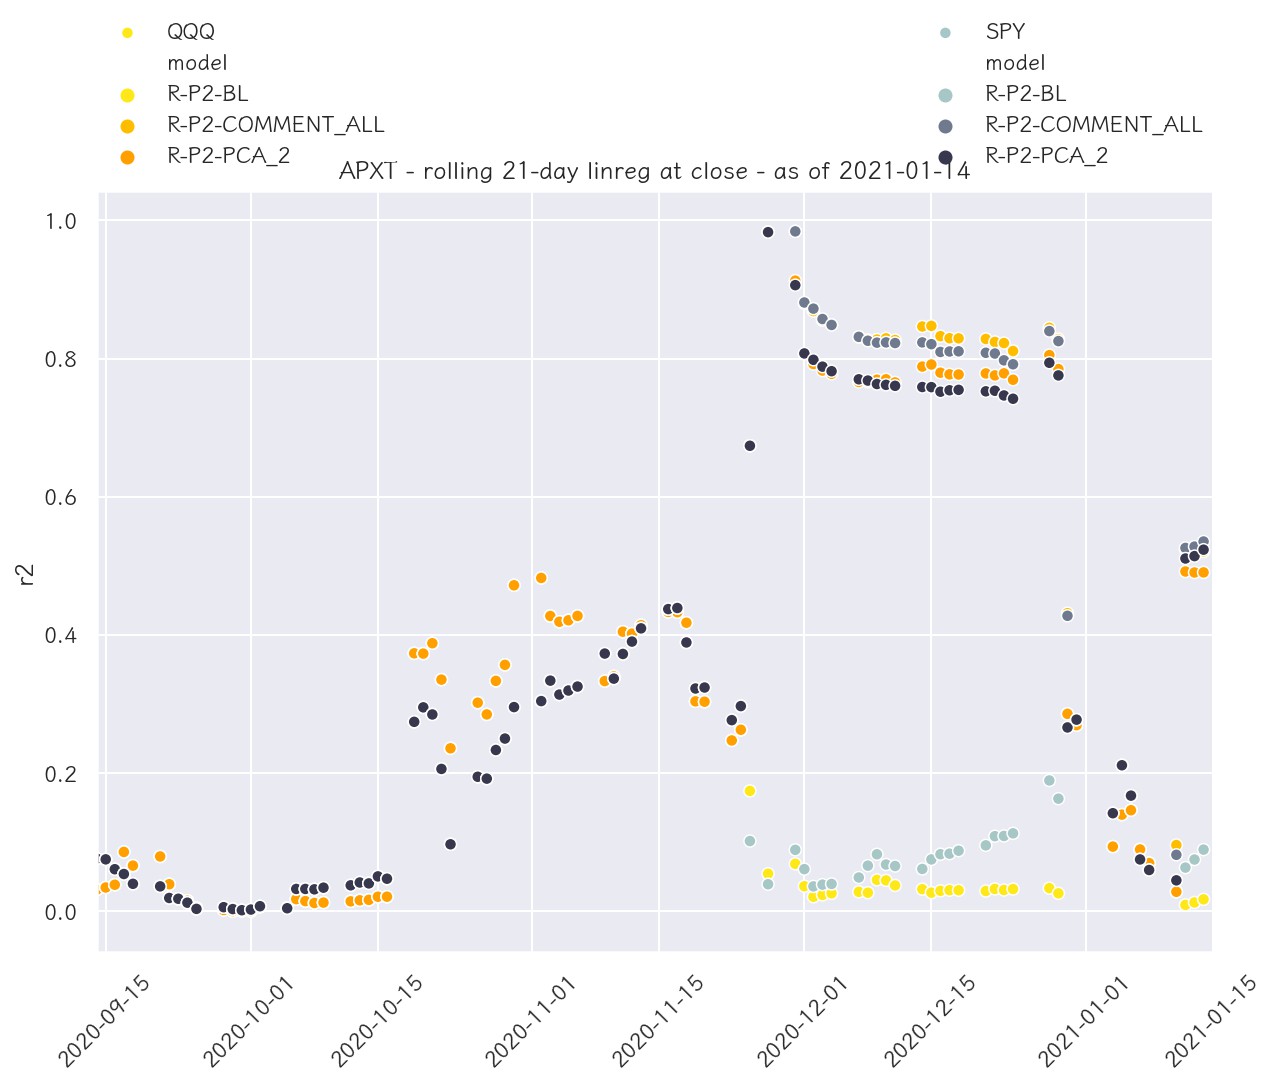 QQQ
model
R-P2-BL
R-P2-COMMENT_ALL
R-P2-PCA_2
SPY
model
R-P2-BL
R-P2-COMMENT_ALL
R-P2-PCA_2
APXT - rolling 21-day linreg at close - as of 2021-01-14
1.0
0.8
0.6
0.4
0.2
0.0
r2
2020-09-15
2020-10-01
2020-10-15
2020-11-01
2020-11-15
2020-12-01
2020-12-15
2021-01-01
2021-01-15